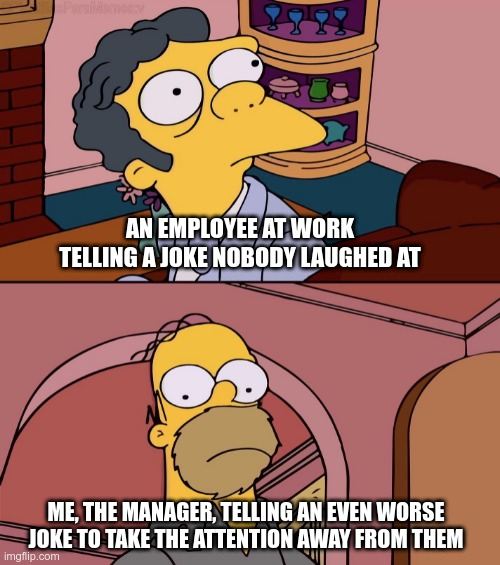 AN EMPLOYEE AT WORK
TELLING A JOKE NOBODY LAUGHED AT
ME, THE MANAGER, TELLING AN EVEN WORSE
JOKE TO TAKE THE ATTENTION AWAY FROM THEM
imgflip.com